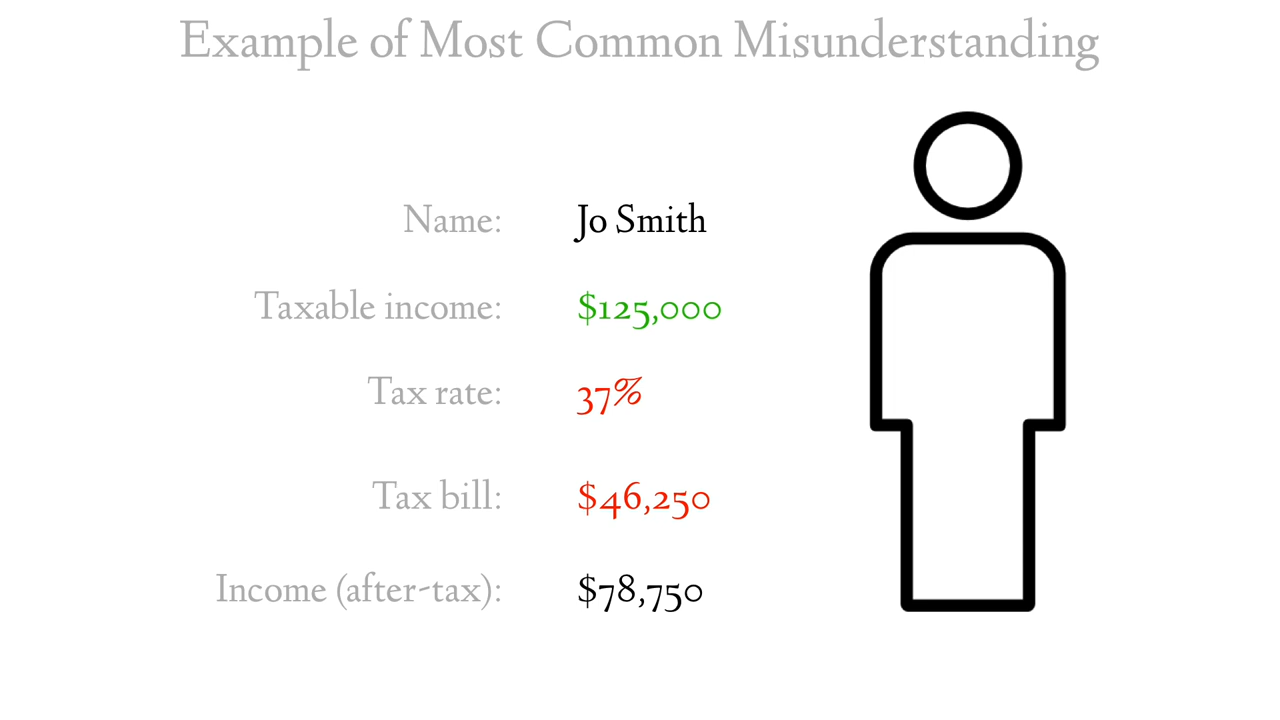 Example of Most Common Misunderstanding
Name: Jo Smith
Taxable income: $125,000
Tax rate: 37%
Tax bill: $46,250
Income (after-tax): $78,750